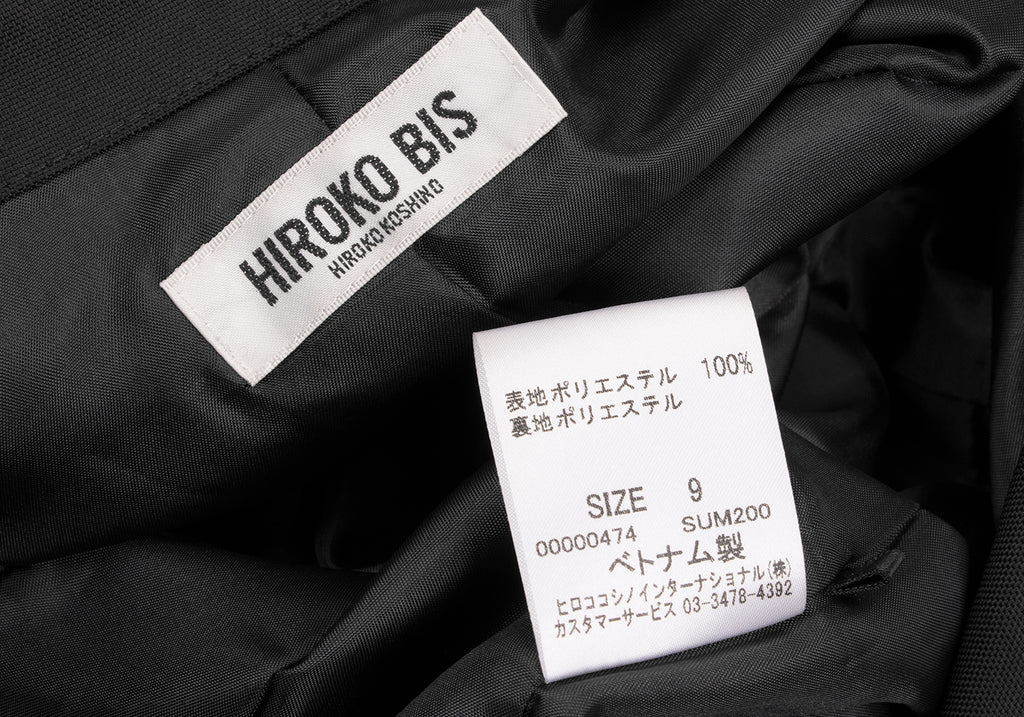 HIROKO BIS
HIROKO KOSHINO
表地ポリエステル 100%
裏地ポリエステル
SIZE 9
00000474 SUM200
ベトナム製
ヒロココシノインターナショナル(株)
カスタマーサービス 03-3478-4392